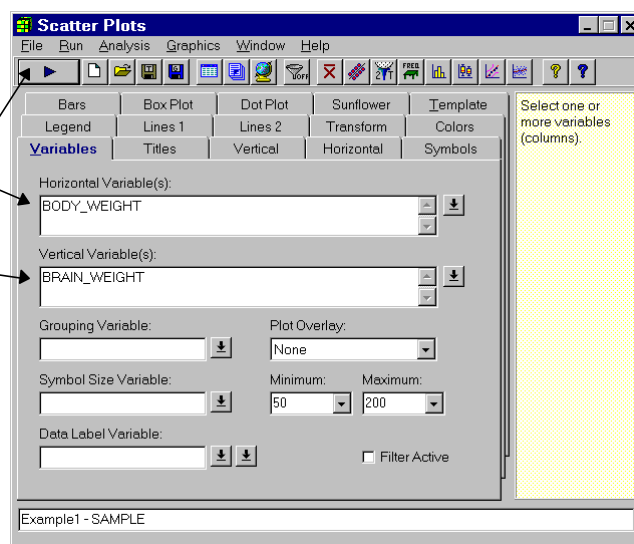 Scatter Plots
File Run Analysis Graphics Window Help
OFF 2YT FREQ ? ?
Bars Box Plot Dot Plot Sunflower Template
Legend Lines 1 Lines 2 Transform Colors
Variables Titles Vertical Horizontal Symbols
Horizontal Variable(s):
BODY_WEIGHT
Vertical Variable(s):
BRAIN_WEIGHT
Grouping Variable: Plot Overlay:
None
Symbol Size Variable: Minimum: Maximum:
50 200
Data Label Variable:
Filter Active
Select one or
more variables
(columns).
Example1 - SAMPLE